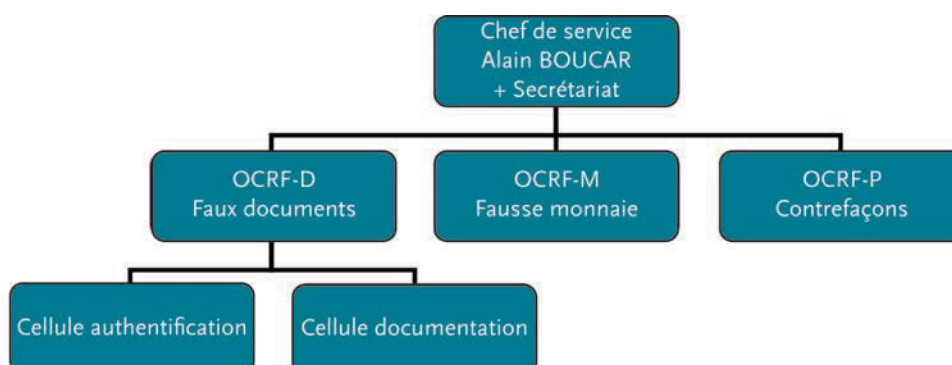 Chef de service
Alain BOUCAR
+ Secrétariat
OCRF-D
Faux documents
OCRF-M
Fausse monnaie
OCRF-P
Contrefaçons
Cellule authentification
Cellule documentation